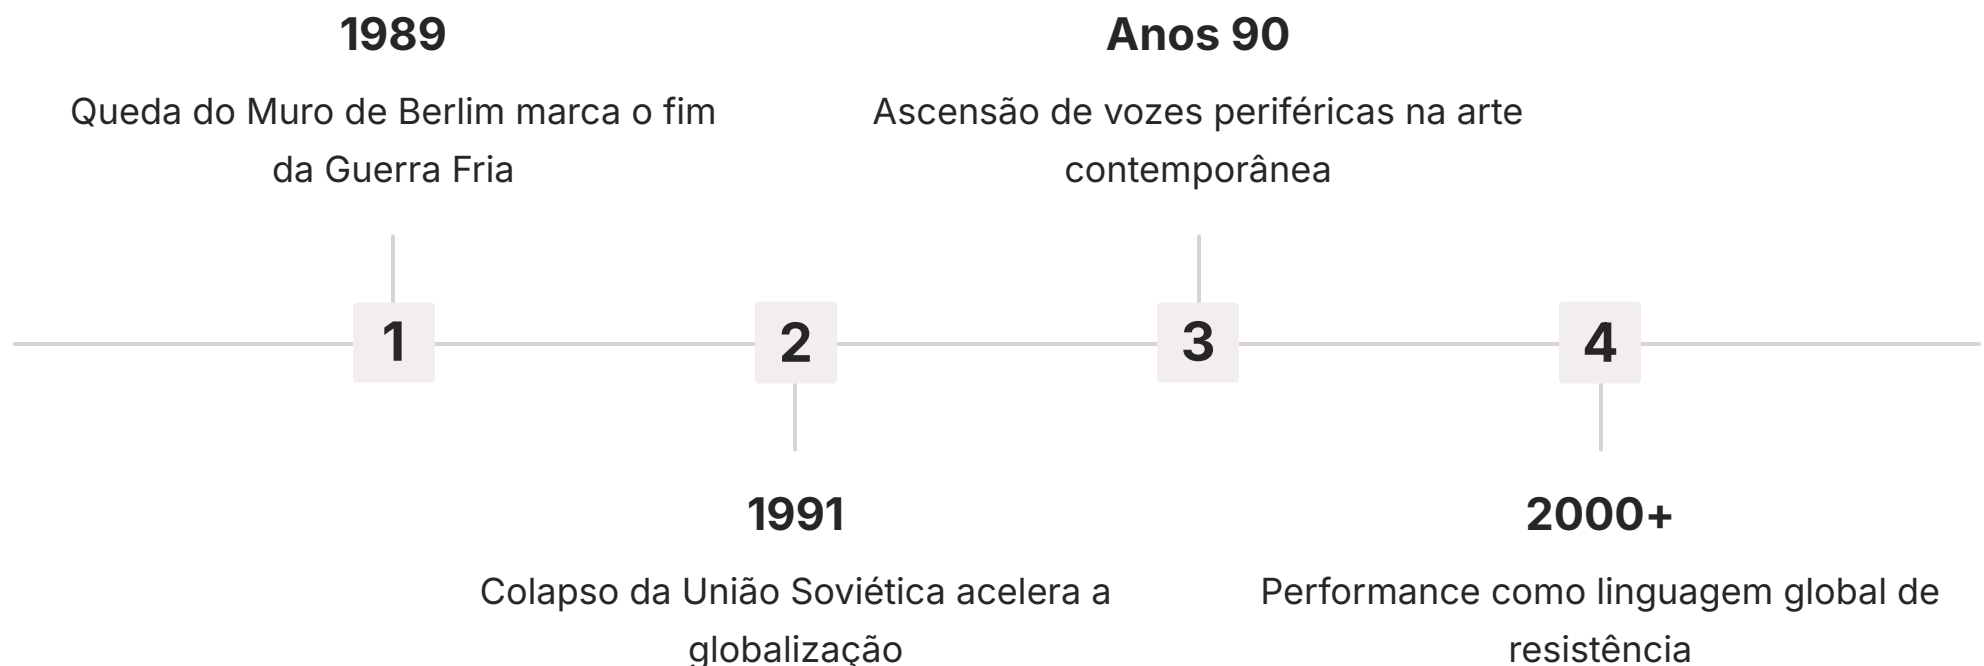 1989
Queda do Muro de Berlim marca o fim
da Guerra Fria
Anos 90
Ascensão de vozes periféricas na arte
contemporânea
1
2
3
4
1991
Colapso da União Soviética acelera a
globalização
2000+
Performance como linguagem global de
resistência